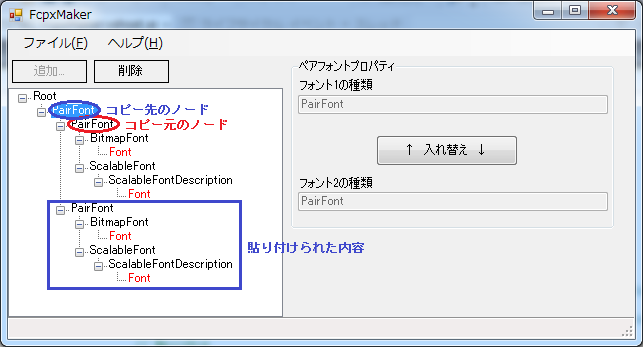 FcpxMaker
ファイル(F) ヘルプ(H)
追加... 削除
Root
PairFont コピー先のノード
PairFont コピー元のノード
BitmapFont
Font
ScalableFont
ScalableFontDescription
Font
PairFont
BitmapFont
Font
ScalableFont
ScalableFontDescription
Font
貼り付けられた内容
ペアフォントプロパティ
フォント1の種類
PairFont
↑ 入れ替え ↓
フォント2の種類
PairFont